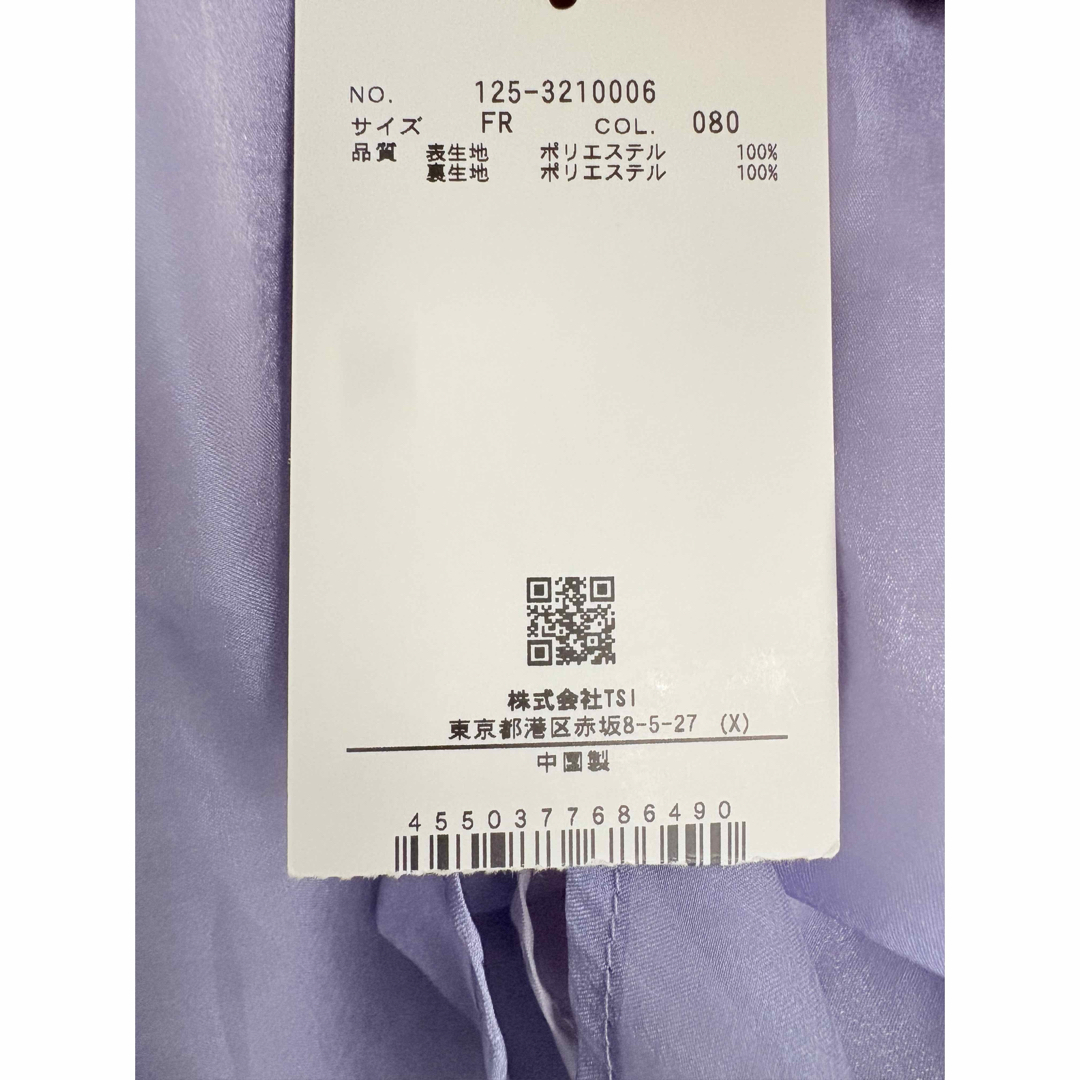 NO. 125-3210006
サイズ FR COL. 080
品質 表生地 ポリエステル 100%
裏生地 ポリエステル 100%
株式会社TSI
東京都港区赤坂8-5-27 (X)
中国製
4550377686490